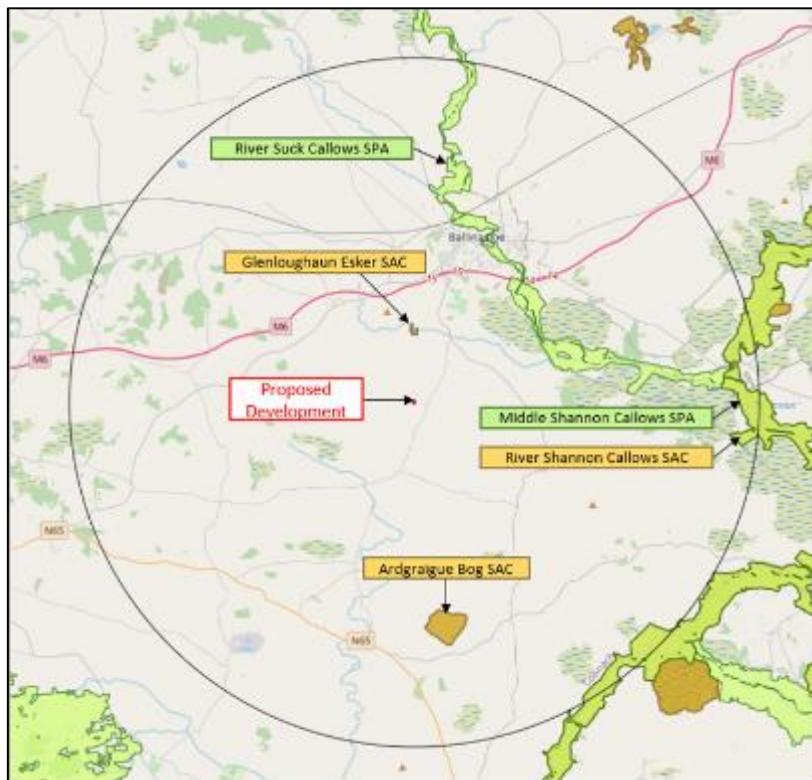 River Suck Callows SPA
M6
Glenloughaun Esker SAC
M6
M6
Proposed
Development
Middle Shannon Callows SPA
River Shannon Callows SAC
N65
Ardgraigue Bog SAC
N65